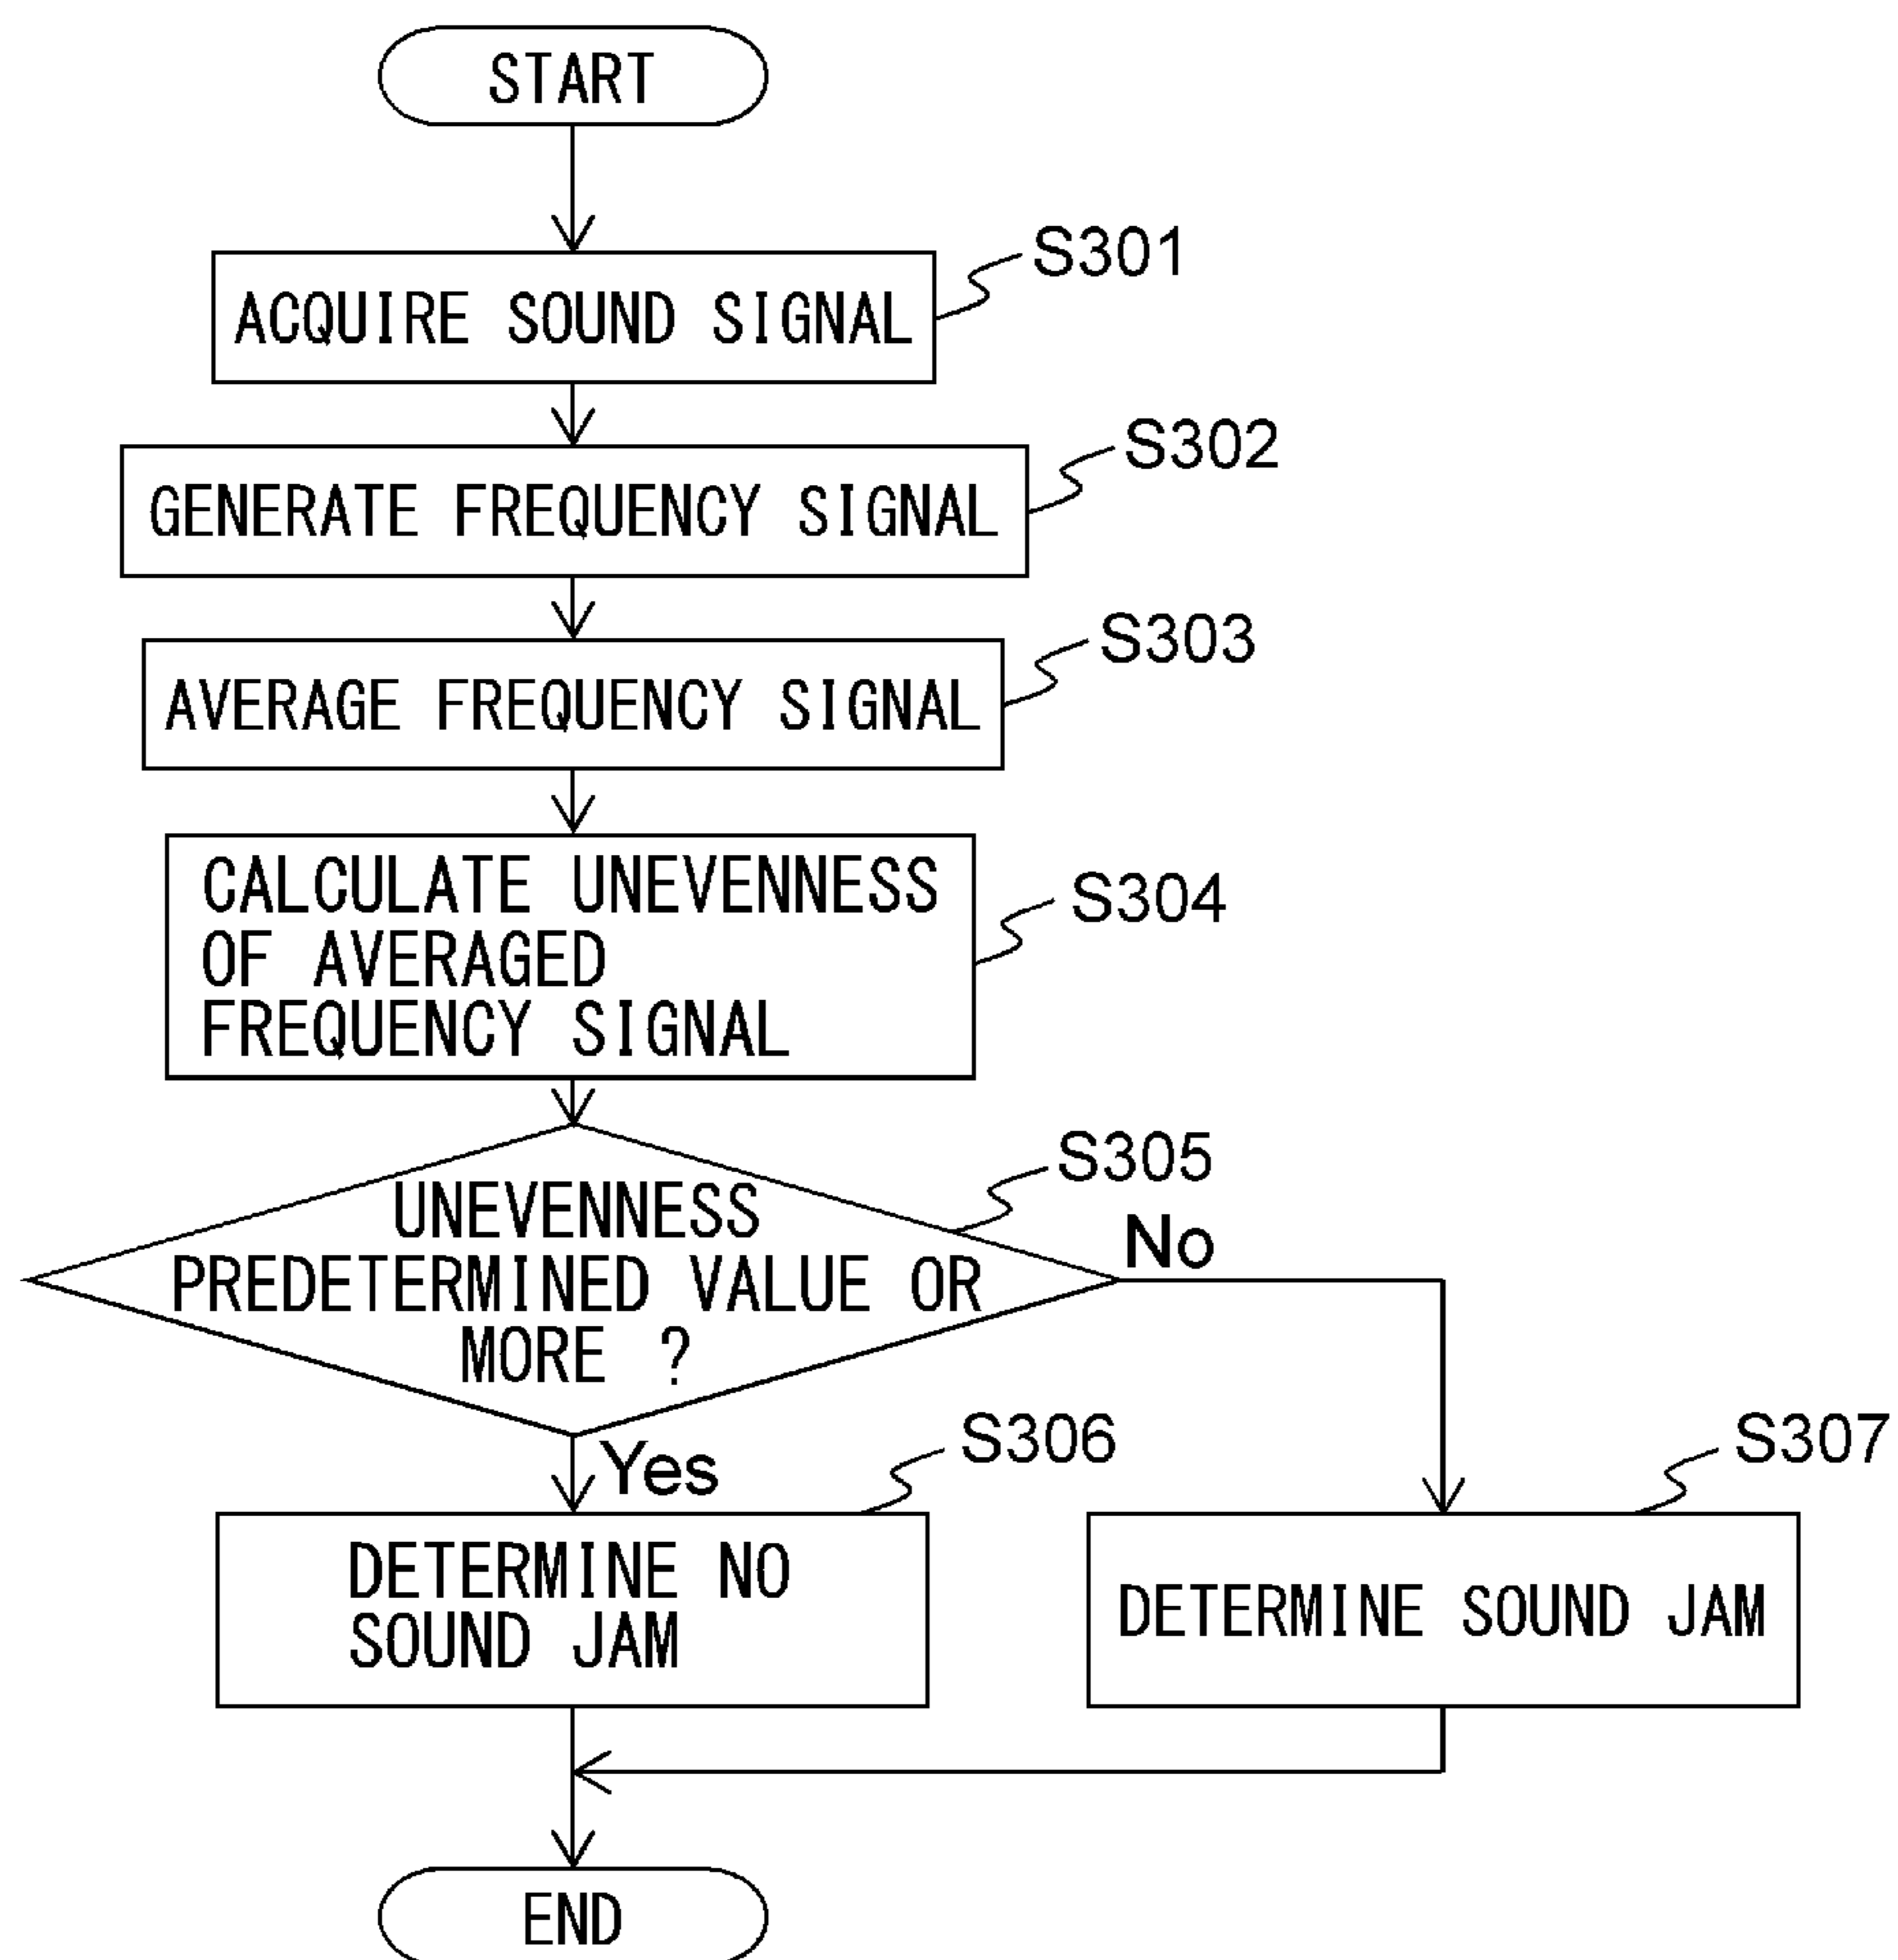 START
ACQUIRE SOUND SIGNAL
S301
GENERATE FREQUENCY SIGNAL
S302
AVERAGE FREQUENCY SIGNAL
S303
CALCULATE UNEVENNESS
OF AVERAGED
FREQUENCY SIGNAL
S304
UNEVENNESS
PREDETERMINED VALUE OR
MORE ?
S305
No
Yes
S306
DETERMINE NO
SOUND JAM
S307
DETERMINE SOUND JAM
END